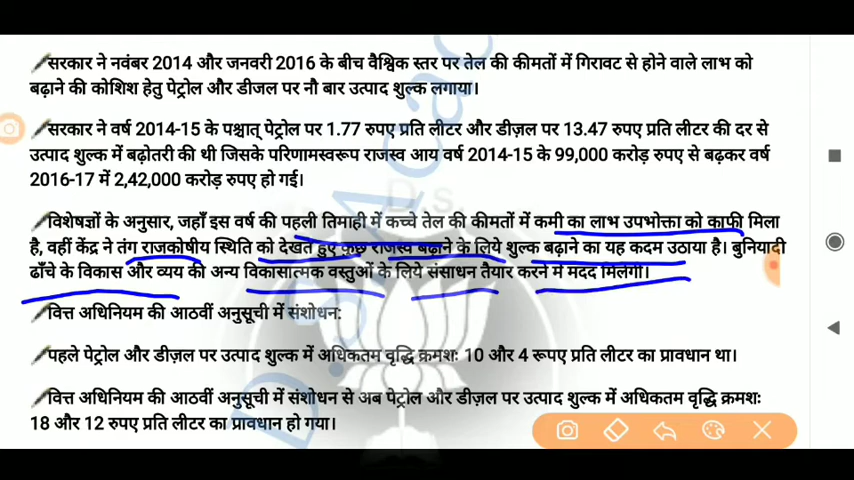 सरकार ने नवंबर 2014 और जनवरी 2016 के बीच वैश्विक स्तर पर तेल की कीमतों में गिरावट से होने वाले लाभ को
बढ़ाने की कोशिश हेतु पेट्रोल और डीजल पर नौ बार उत्पाद शुल्क लगाया।
सरकार ने वर्ष 2014-15 के पश्चात् पेट्रोल पर 1.77 रुपए प्रति लीटर और डीज़ल पर 13.47 रुपए प्रति लीटर की दर से
उत्पाद शुल्क में बढ़ोतरी की थी जिसके परिणामस्वरूप राजस्व आय वर्ष 2014-15 के 99,000 करोड़ रुपए से बढ़कर वर्ष
2016-17 में 2,42,000 करोड़ रुपए हो गई।
विशेषज्ञों के अनुसार, जहाँ इस वर्ष की पहली तिमाही में कच्चे तेल की कीमतों में कमी का लाभ उपभोक्ता को काफी मिला
है, वहीं केंद्र ने तंग राजकोषीय स्थिति को देखते हुए कुछ राजस्व बढ़ाने के लिये शुल्क बढ़ाने का यह कदम उठाया है। बुनियादी
ढाँचे के विकास और व्यय की अन्य विकासात्मक वस्तुओं के लिये संसाधन तैयार करने में मदद मिलेगी।
वित्त अधिनियम की आठवीं अनुसूची में संशोधन:
पहले पेट्रोल और डीज़ल पर उत्पाद शुल्क में अधिकतम वृद्धि क्रमशः 10 और 4 रूपए प्रति लीटर का प्रावधान था।
वित्त अधिनियम की आठवीं अनुसूची में संशोधन से अब पेट्रोल और डीज़ल पर उत्पाद शुल्क में अधिकतम वृद्धि क्रमशः
18 और 12 रुपए प्रति लीटर का प्रावधान हो गया।